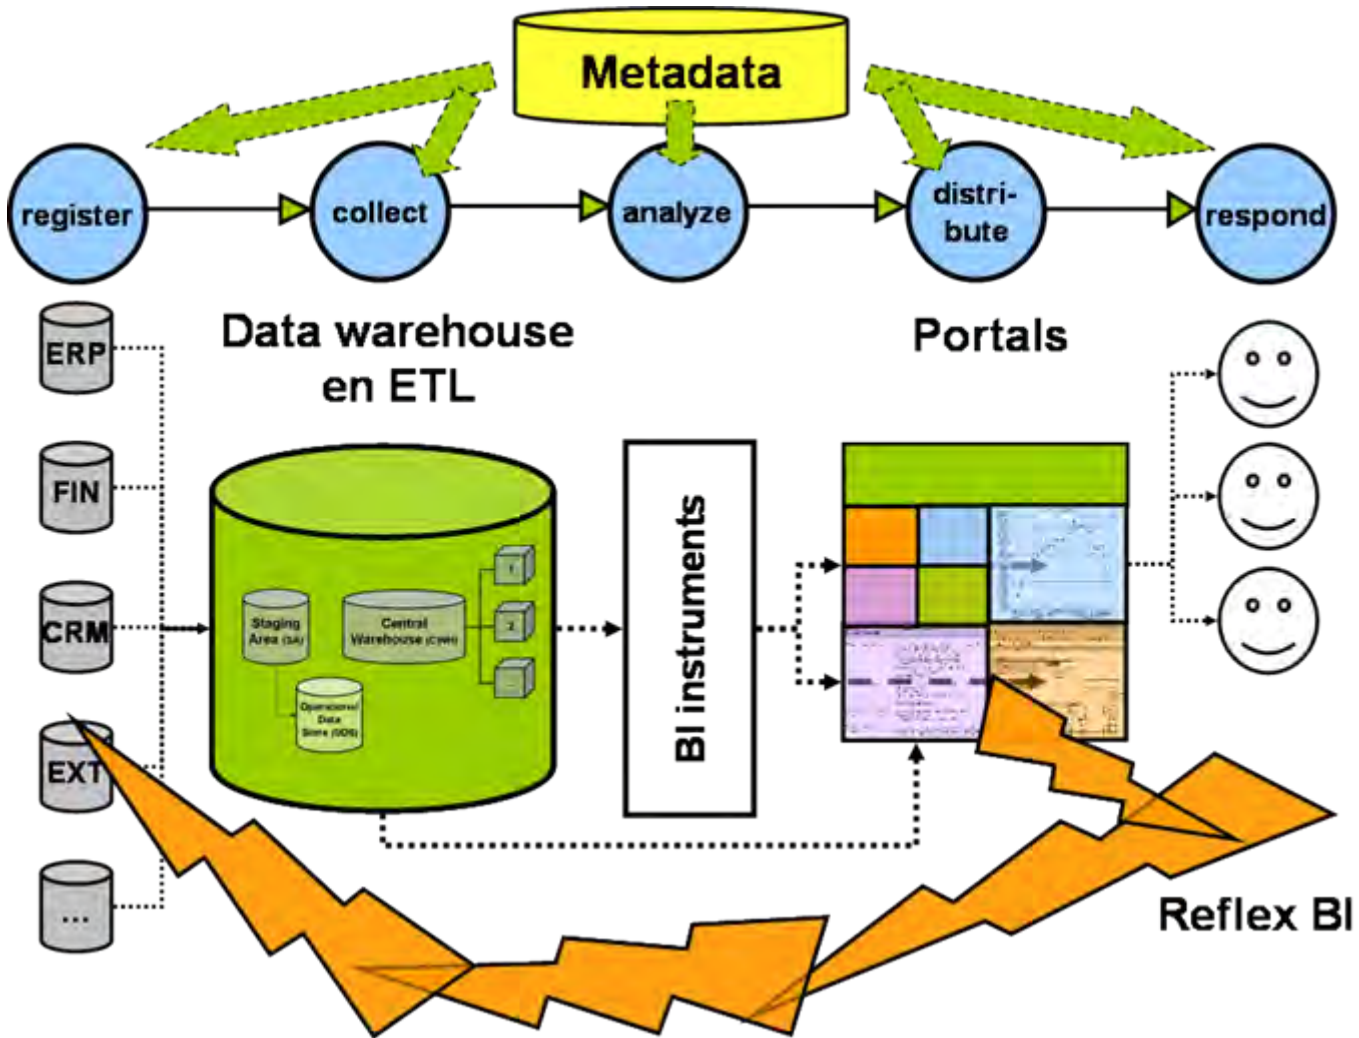 Metadata
register
collect
analyze
distri-
bute
respond
Data warehouse
en ETL
Portals
ERP
FIN
CRM
EXT
...
Staging
Area (SA)
Central
Warehouse (CWH)
1
2
...
Data
Store (ODS)
BI instruments
Reflex BI